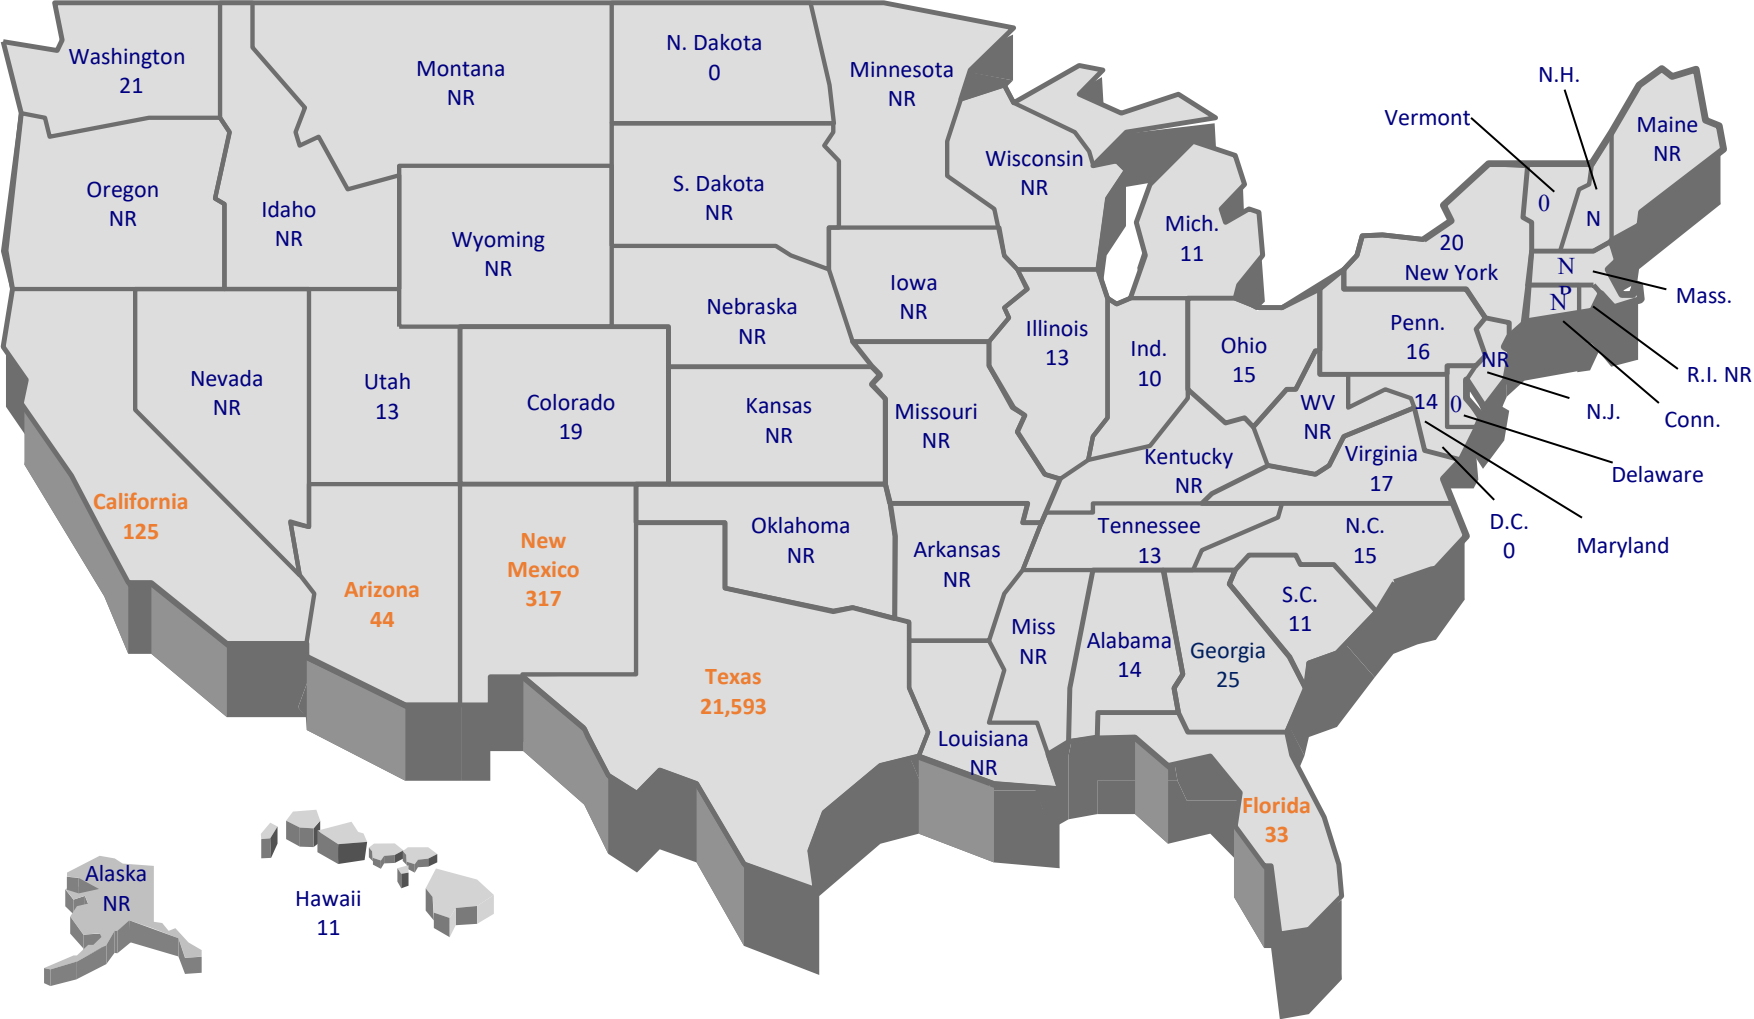 Washington
21
Montana
NR
N. Dakota
0
Minnesota
NR
N.H.
Vermont
Maine
NR
Oregon
NR
Idaho
NR
Wyoming
NR
S. Dakota
NR
Wisconsin
NR
Mich.
11
0
N
20
New York
N
P
N
Mass.
Nebraska
NR
Iowa
NR
Illinois
13
Ind.
10
Ohio
15
Penn.
16
NR
R.I. NR
N.J.
Conn.
Nevada
NR
Utah
13
Colorado
19
Kansas
NR
Missouri
NR
WV
NR
14
0
Kentucky
NR
Virginia
17
Delaware
D.C.
0
Maryland
California
125
Arizona
44
New
Mexico
317
Oklahoma
NR
Arkansas
NR
Tennessee
13
N.C.
15
S.C.
11
Miss
NR
Alabama
14
Georgia
25
Texas
21,593
Louisiana
NR
Florida
33
Alaska
NR
Hawaii
11